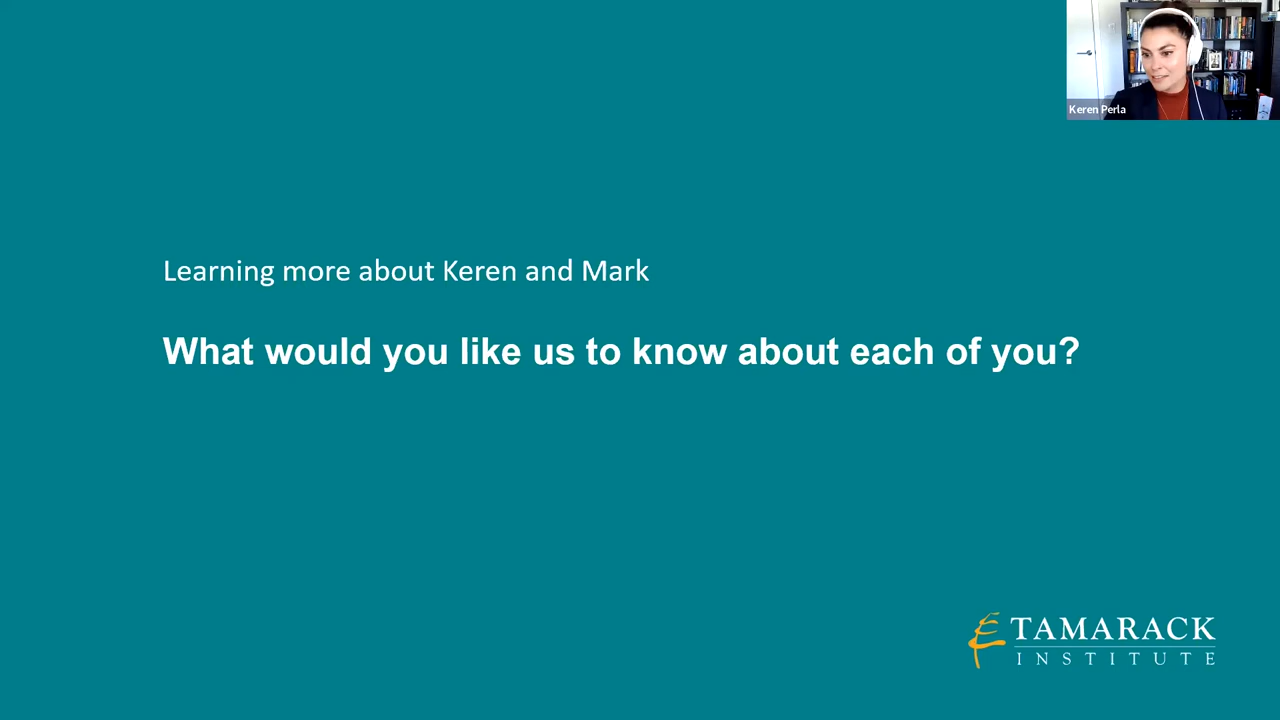 Keren Perla
Learning more about Keren and Mark
What would you like us to know about each of you?
TAMARACK
INSTITUTE